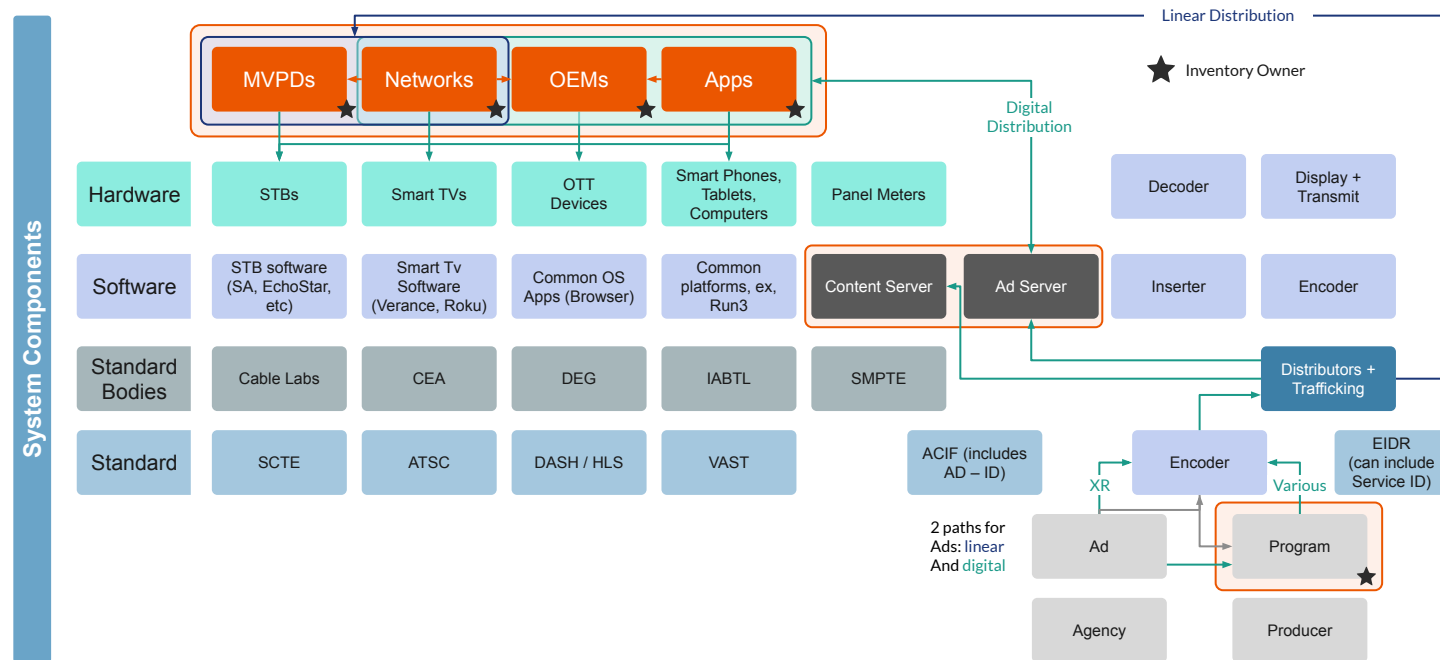 Linear Distribution
MVPDs
Networks
OEMs
Apps
Inventory Owner
Digital
Distribution
System Components
Hardware
STBs
Smart TVs
OTT
Devices
Smart Phones,
Tablets,
Computers
Panel Meters
Decoder
Display +
Transmit
Software
STB software
(SA, EchoStar,
etc)
Smart Tv
Software
(Verance, Roku)
Common OS
Apps (Browser)
Common
platforms, ex,
Run3
Content Server
Ad Server
Inserter
Encoder
Standard
Bodies
Cable Labs
CEA
DEG
IABTL
SMPTE
Distributors +
Trafficking
Standard
SCTE
ATSC
DASH / HLS
VAST
ACIF (includes
AD – ID)
Encoder
EIDR
(can include
Service ID)
XR
Various
2 paths for
Ads: linear
And digital
Ad
Program
Agency
Producer